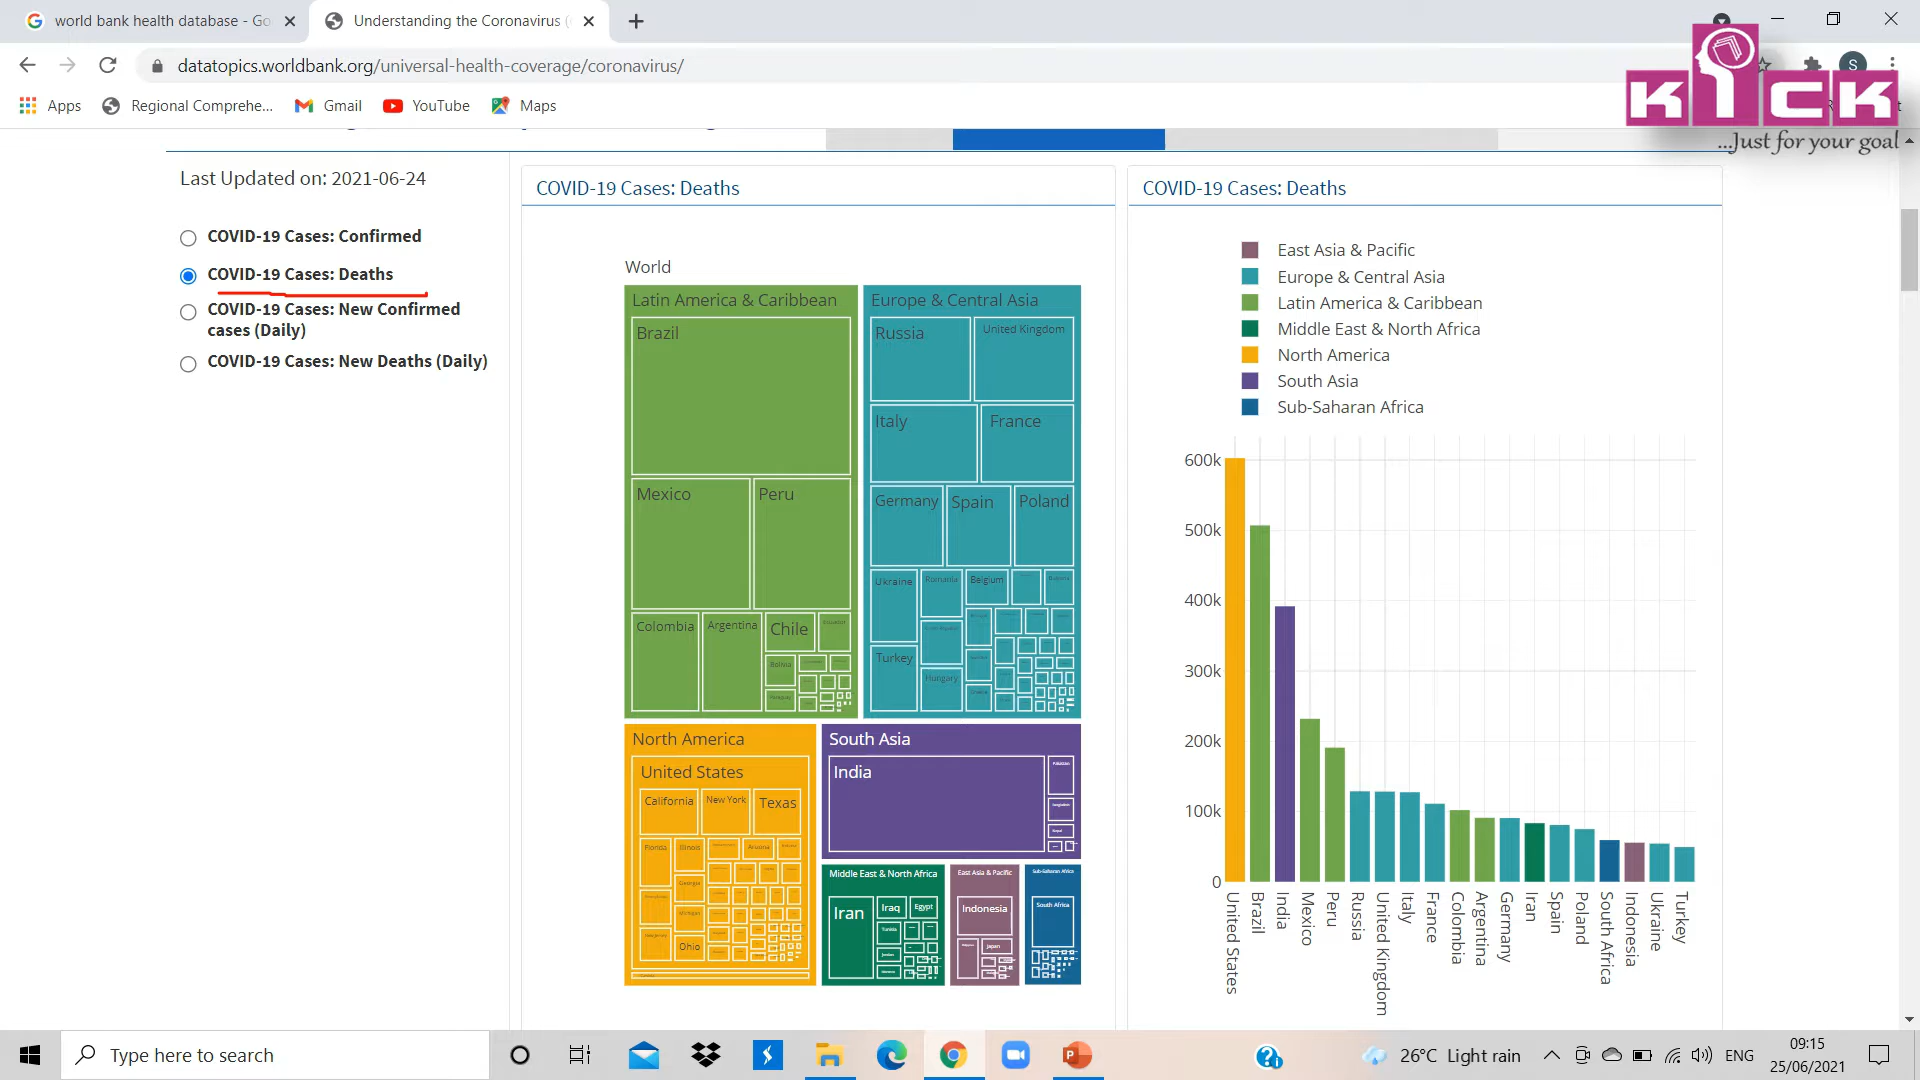 world bank health database - Go
Understanding the Coronavirus (
datatopics.worldbank.org/universal-health-coverage/coronavirus/
S
Apps
Regional Comprehe...
Gmail
YouTube
Maps
KICK
...Just for your goal
Last Updated on: 2021-06-24
COVID-19 Cases: Confirmed
COVID-19 Cases: Deaths
COVID-19 Cases: New Confirmed
cases (Daily)
COVID-19 Cases: New Deaths (Daily)
COVID-19 Cases: Deaths
World
Latin America & Caribbean
Brazil
Mexico
Peru
Colombia
Argentina
Chile
Ecuador
Bolivia
Paraguay
Europe & Central Asia
Russia
United Kingdom
Italy
France
Germany
Spain
Poland
Ukraine
Romania
Belgium
Turkey
Hungary
North America
United States
California
New York
Texas
Florida
Illinois
Arizona
Georgia
Michigan
Ohio
South Asia
India
Pakistan
Middle East & North Africa
Iran
Iraq
Egypt
Tunisia
Jordan
East Asia & Pacific
Indonesia
Japan
Sub-Saharan Africa
South Africa
COVID-19 Cases: Deaths
East Asia & Pacific
Europe & Central Asia
Latin America & Caribbean
Middle East & North Africa
North America
South Asia
Sub-Saharan Africa
600k
500k
400k
300k
200k
100k
0
United States
Brazil
India
Mexico
Peru
Russia
United Kingdom
Italy
France
Colombia
Argentina
Germany
Iran
Spain
Poland
South Africa
Indonesia
Ukraine
Turkey
Type here to search
26°C Light rain
ENG
09:15
25/06/2021